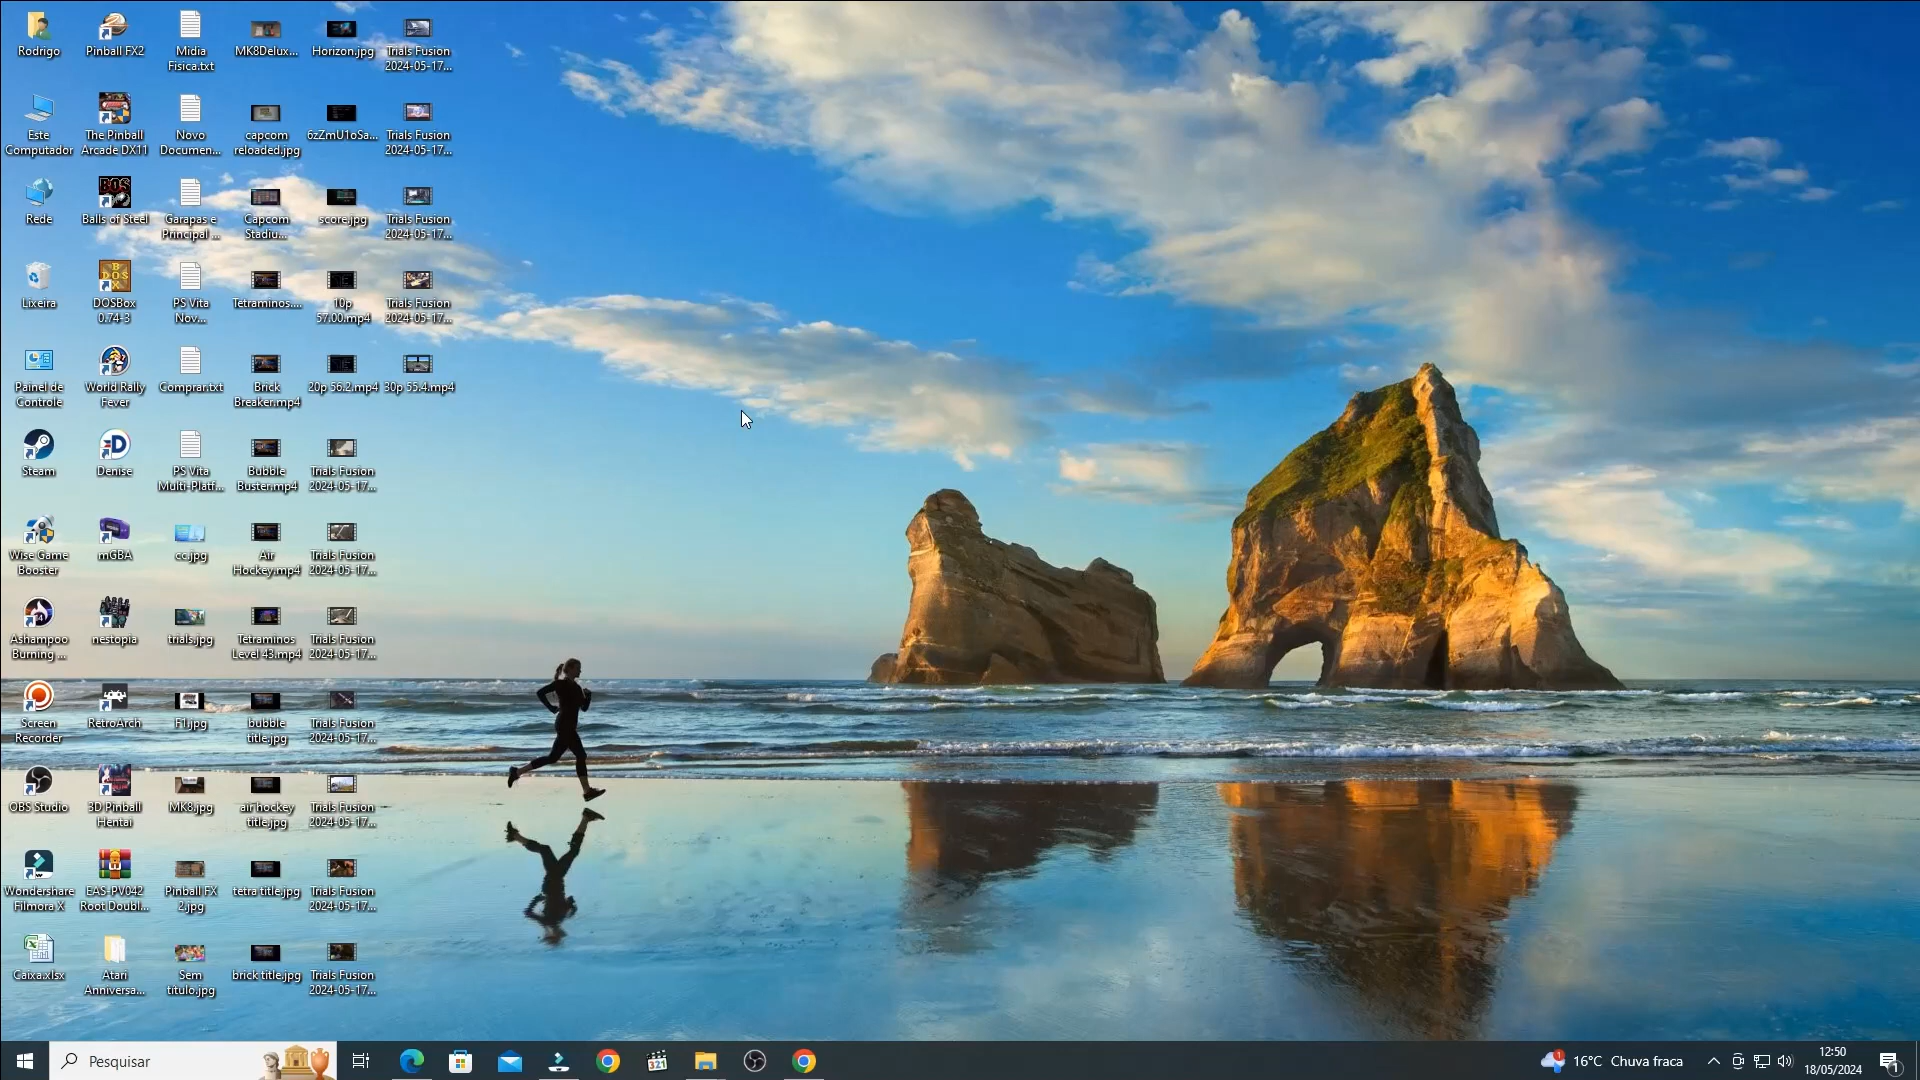 Rodrigo
Pinball FX2
Midia
Fisica.txt
MK8Delux...
Horizon.jpg
Trials Fusion
2024-05-17...
Este
Computador
The Pinball
Arcade DX11
Novo
Documen...
capcom
reloaded.jpg
6zZmU1oSa...
Trials Fusion
2024-05-17...
Rede
Balls of Steel
Garapas e
Principal ...
Capcom
Stadiu...
score.jpg
Trials Fusion
2024-05-17...
Lixeira
DOSBox
0.74-3
PS Vita
Nov...
Tetraminos....
10p
57.00.mp4
Trials Fusion
2024-05-17...
Painel de
Controle
World Rally
Fever
Comprar.txt
Brick
Breaker.mp4
20p 56.2.mp4
30p 55.4.mp4
Steam
Denise
PS Vita
Multi-Platf...
Bubble
Buster.mp4
Trials Fusion
2024-05-17...
Wise Game
Booster
mGBA
cc.jpg
Air
Hockey.mp4
Trials Fusion
2024-05-17...
Ashampoo
Burning ...
nestopia
trials.jpg
Tetraminos
Level 43.mp4
Trials Fusion
2024-05-17...
Screen
Recorder
RetroArch
F1.jpg
bubble
title.jpg
Trials Fusion
2024-05-17...
OBS Studio
3D Pinball
Hentai
MK8.jpg
air hockey
title.jpg
Trials Fusion
2024-05-17...
Wondershare
Filmora X
EAS-PV042
Root Doubl...
Pinball FX
2.jpg
tetra title.jpg
Trials Fusion
2024-05-17...
Caixa.xlsx
Atari
Anniversa...
Sem
título.jpg
brick title.jpg
Trials Fusion
2024-05-17...
Pesquisar
16°C Chuva fraca
12:50
18/05/2024